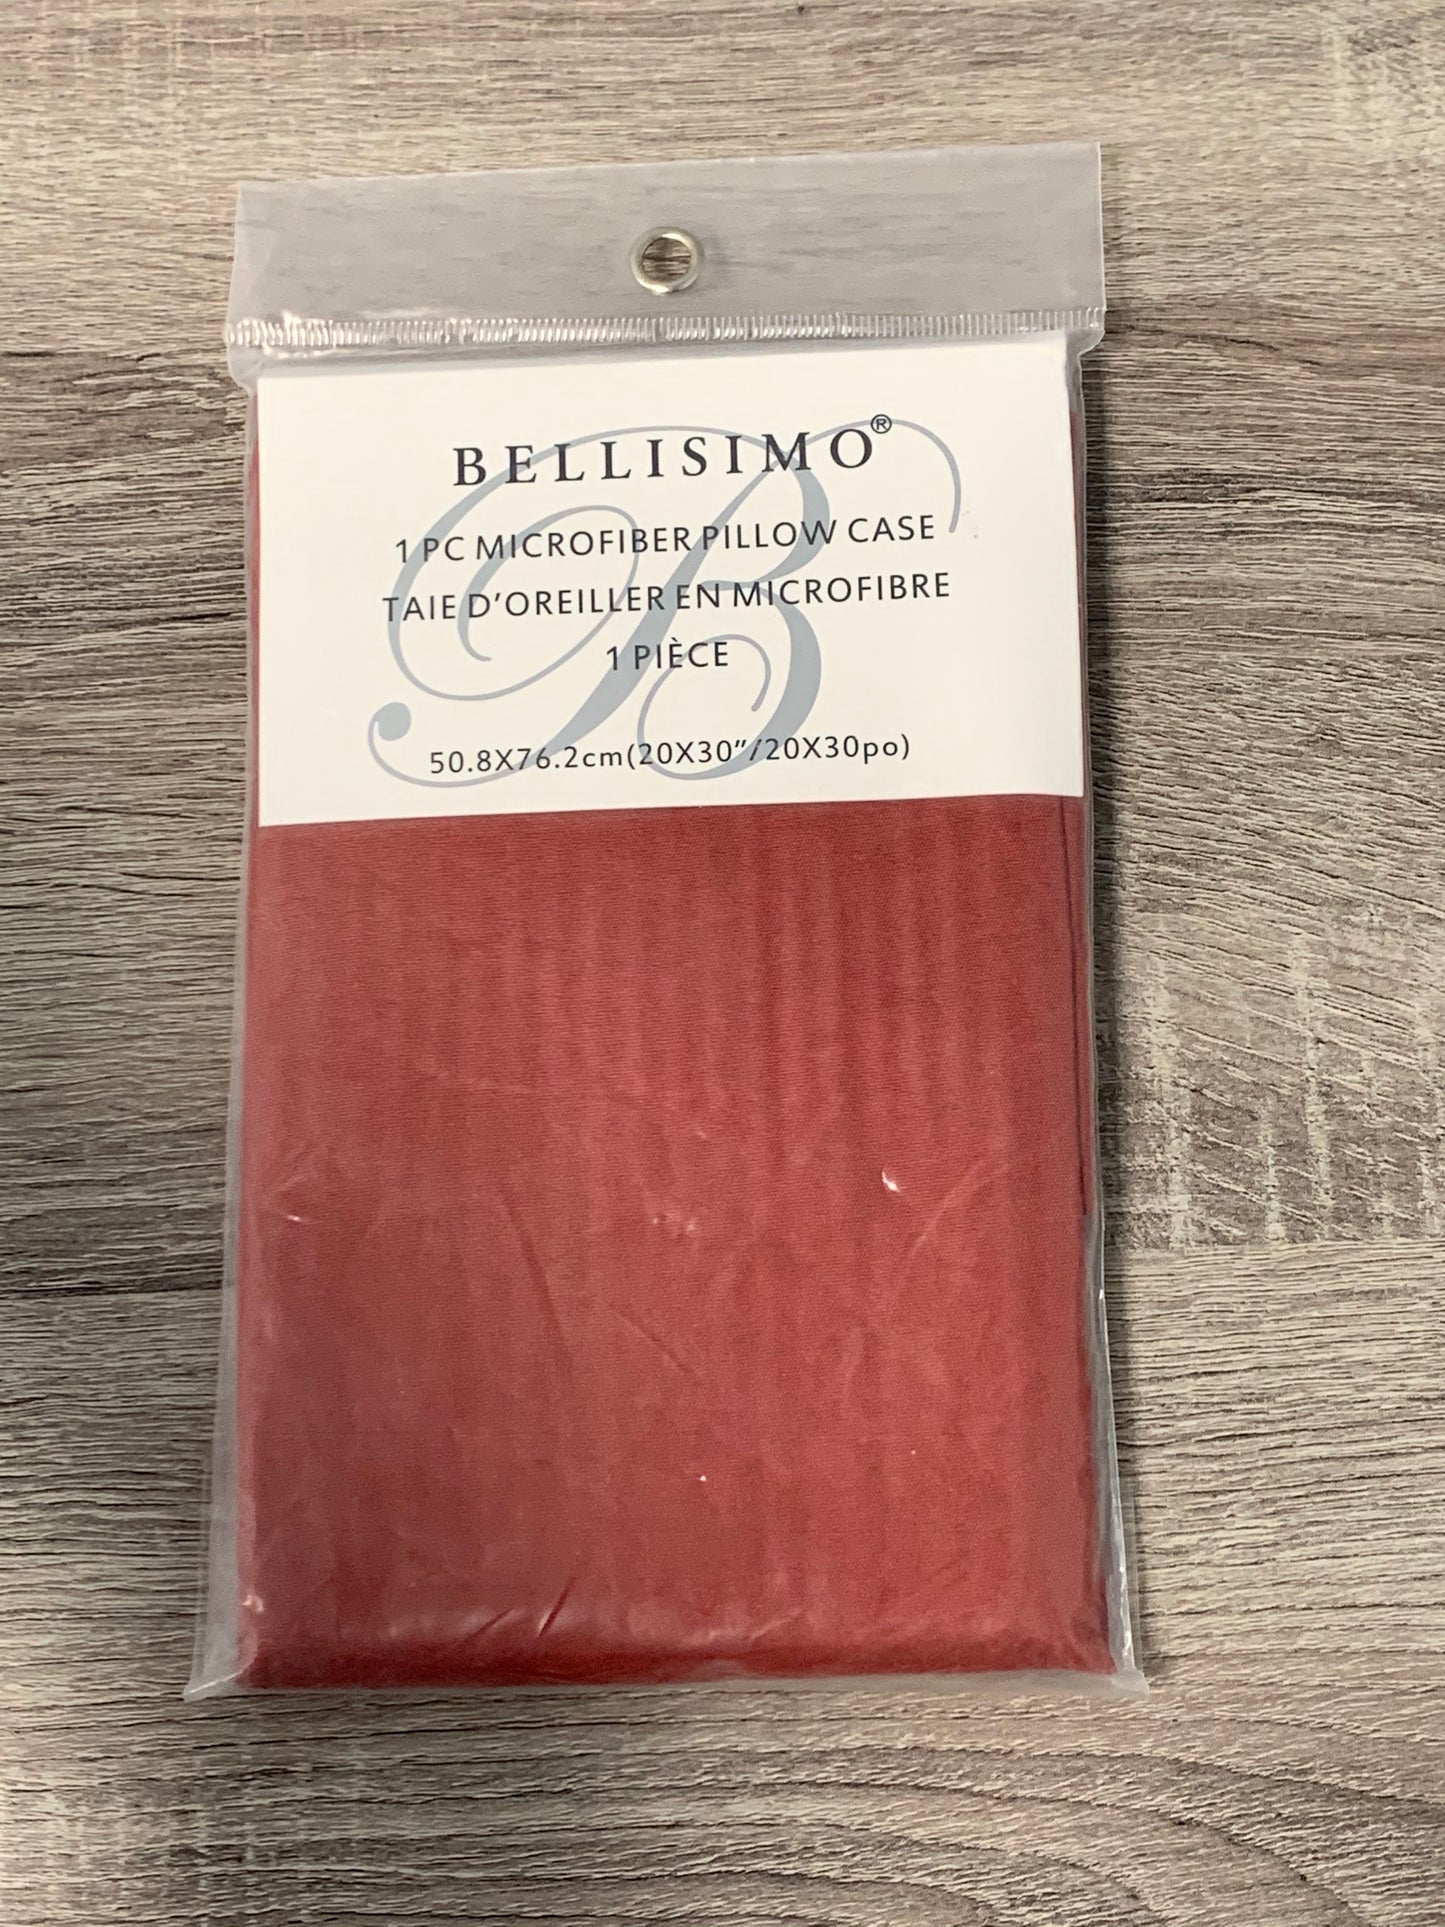 BELLISIMO®
1 PC MICROFIBER PILLOW CASE
TAIE D'OREILLER EN MICROFIBRE
1 PIÈCE
50.8X76.2cm(20X30"/20X30po)